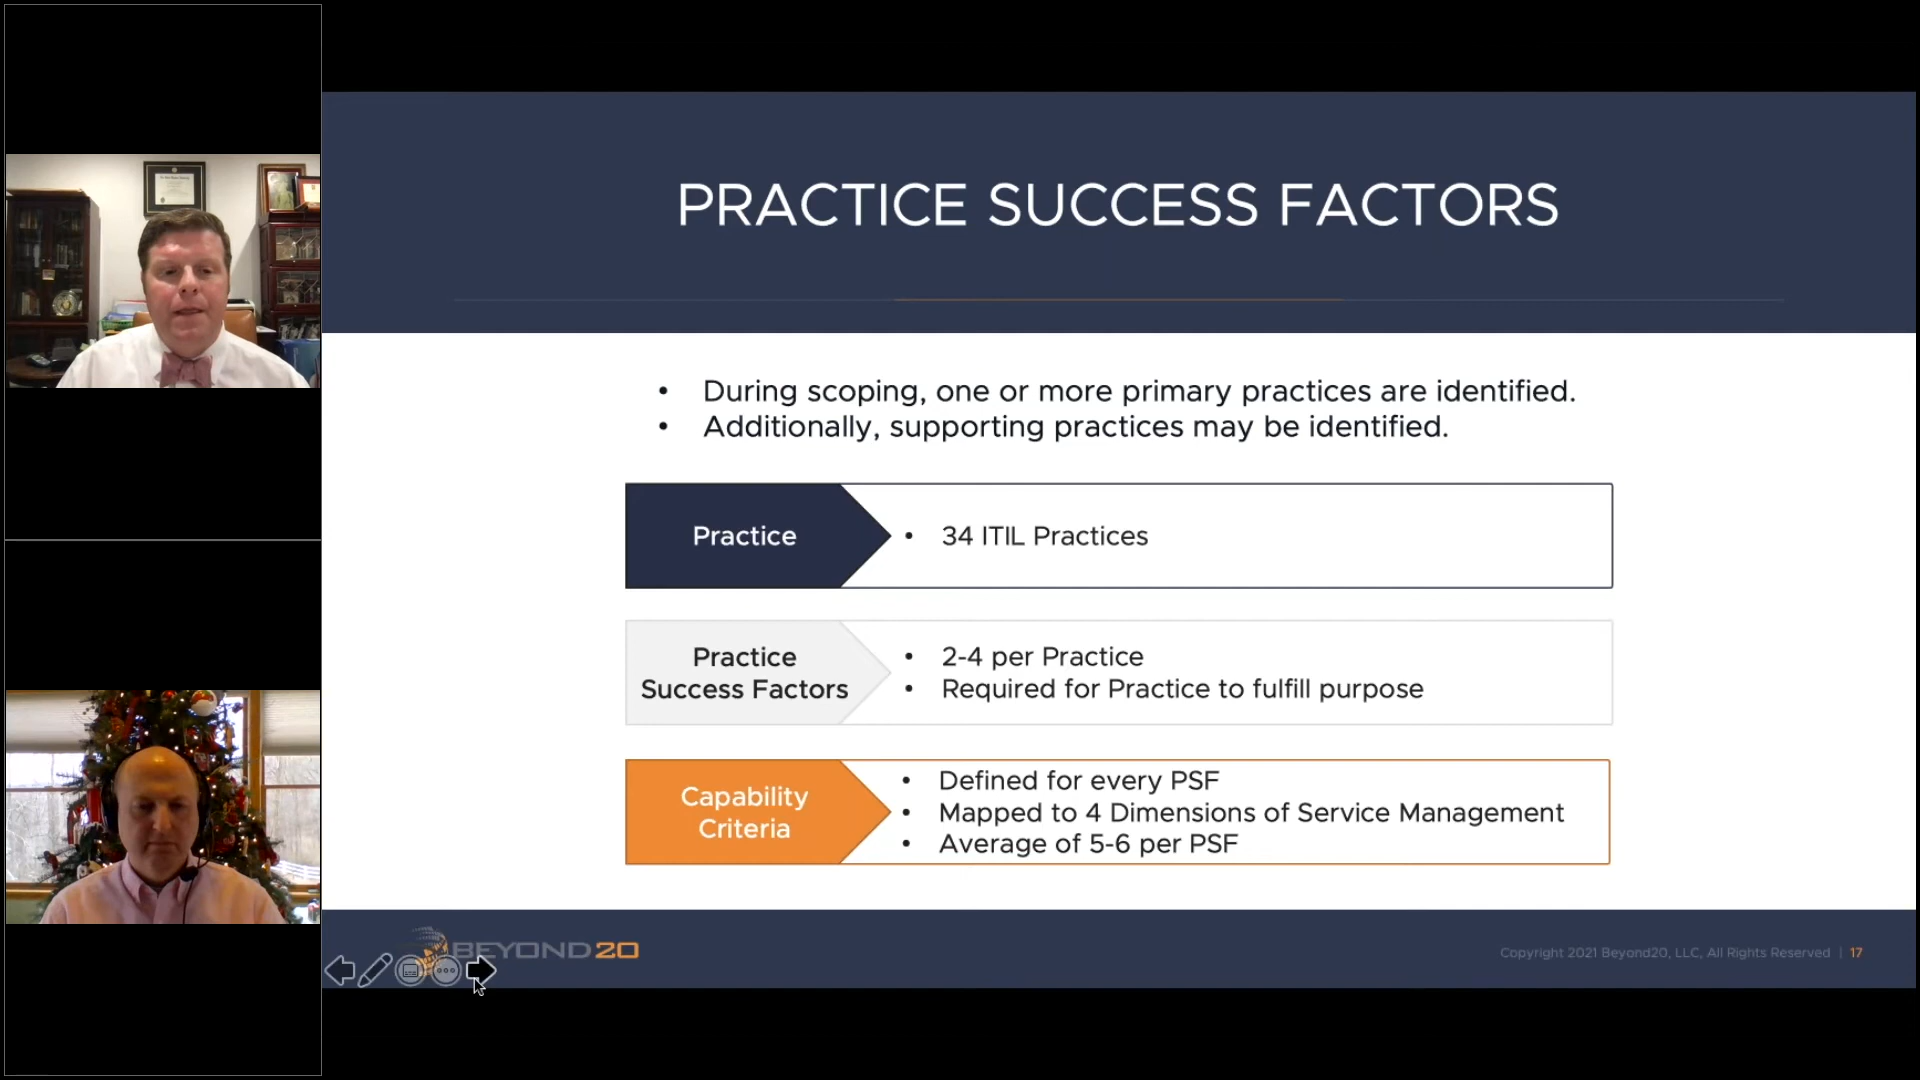 PRACTICE SUCCESS FACTORS
• During scoping, one or more primary practices are identified.
• Additionally, supporting practices may be identified.
Practice
• 34 ITIL Practices
Practice
Success Factors
• 2-4 per Practice
• Required for Practice to fulfill purpose
Capability
Criteria
• Defined for every PSF
• Mapped to 4 Dimensions of Service Management
• Average of 5-6 per PSF
BEYOND20
Copyright 2021 Beyond20, LLC, All Rights Reserved | 17